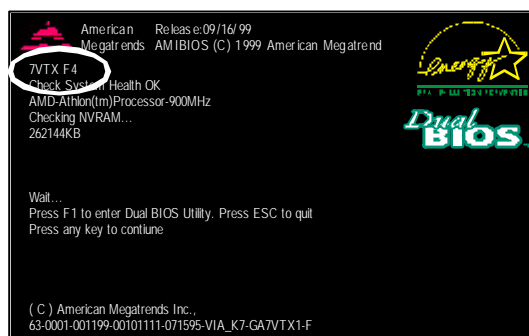 American Release:09/16/99
Megatrends AMIBIOS (C) 1999 American Megatrend
energy
7VTX F4
Check System Health OK
AMD-Athlon(tm)Processor-900MHz
Checking NVRAM...
262144KB
Dual
BIOS
Wait...
Press F1 to enter Dual BIOS Utility. Press ESC to quit
Press any key to contiune
( C ) American Megatrends Inc.,
63-0001-001199-00101111-071595-VIA_K7-GA7VTX1-F